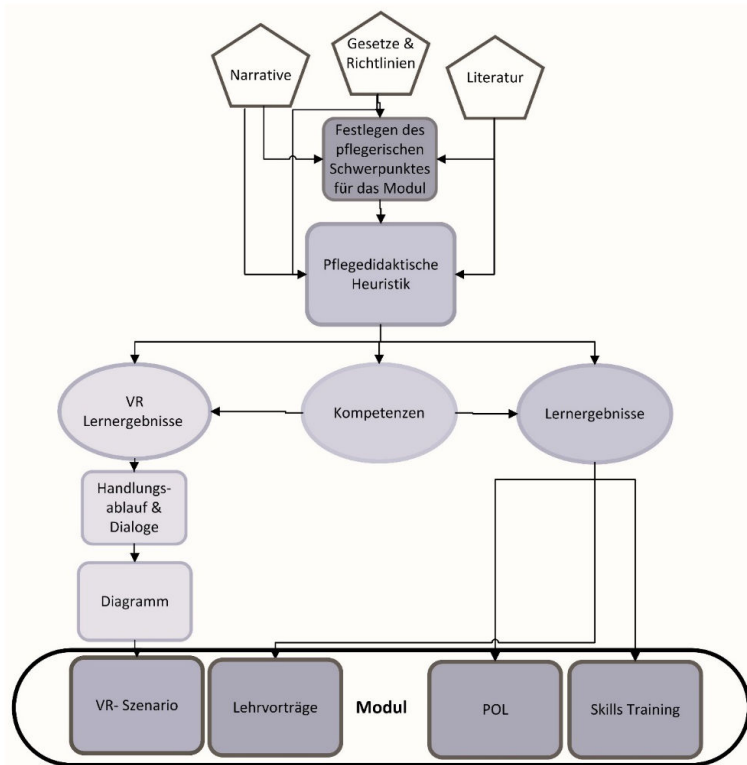 Narrative
Gesetze &
Richtlinien
Literatur
Festlegen des
pflegerischen
Schwerpunktes
für das Modul
Pflegedidaktische
Heuristik
VR
Lernergebnisse
Kompetenzen
Lernergebnisse
Handlungs-
ablauf &
Dialoge
Diagramm
VR- Szenario
Lehrvorträge
Modul
POL
Skills Training